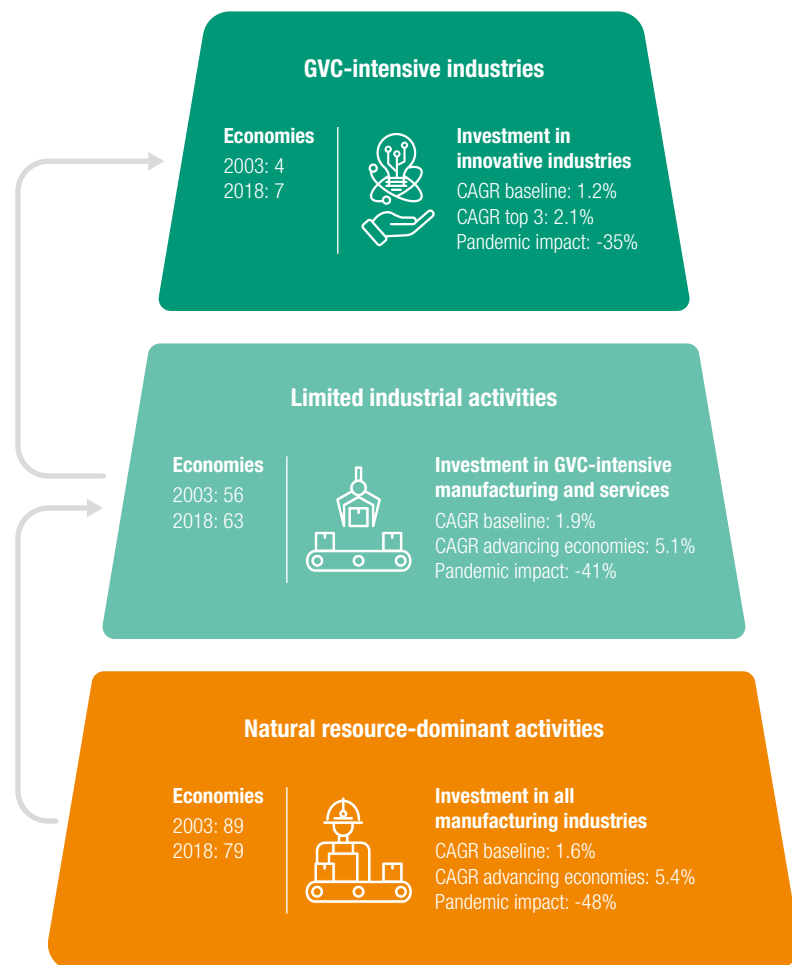 GVC-intensive industries
Economies
2003: 4
2018: 7
Investment in
innovative industries
CAGR baseline: 1.2%
CAGR top 3: 2.1%
Pandemic impact: -35%
Limited industrial activities
Economies
2003: 56
2018: 63
Investment in GVC-intensive
manufacturing and services
CAGR baseline: 1.9%
CAGR advancing economies: 5.1%
Pandemic impact: -41%
Natural resource-dominant activities
Economies
2003: 89
2018: 79
Investment in all
manufacturing industries
CAGR baseline: 1.6%
CAGR advancing economies: 5.4%
Pandemic impact: -48%